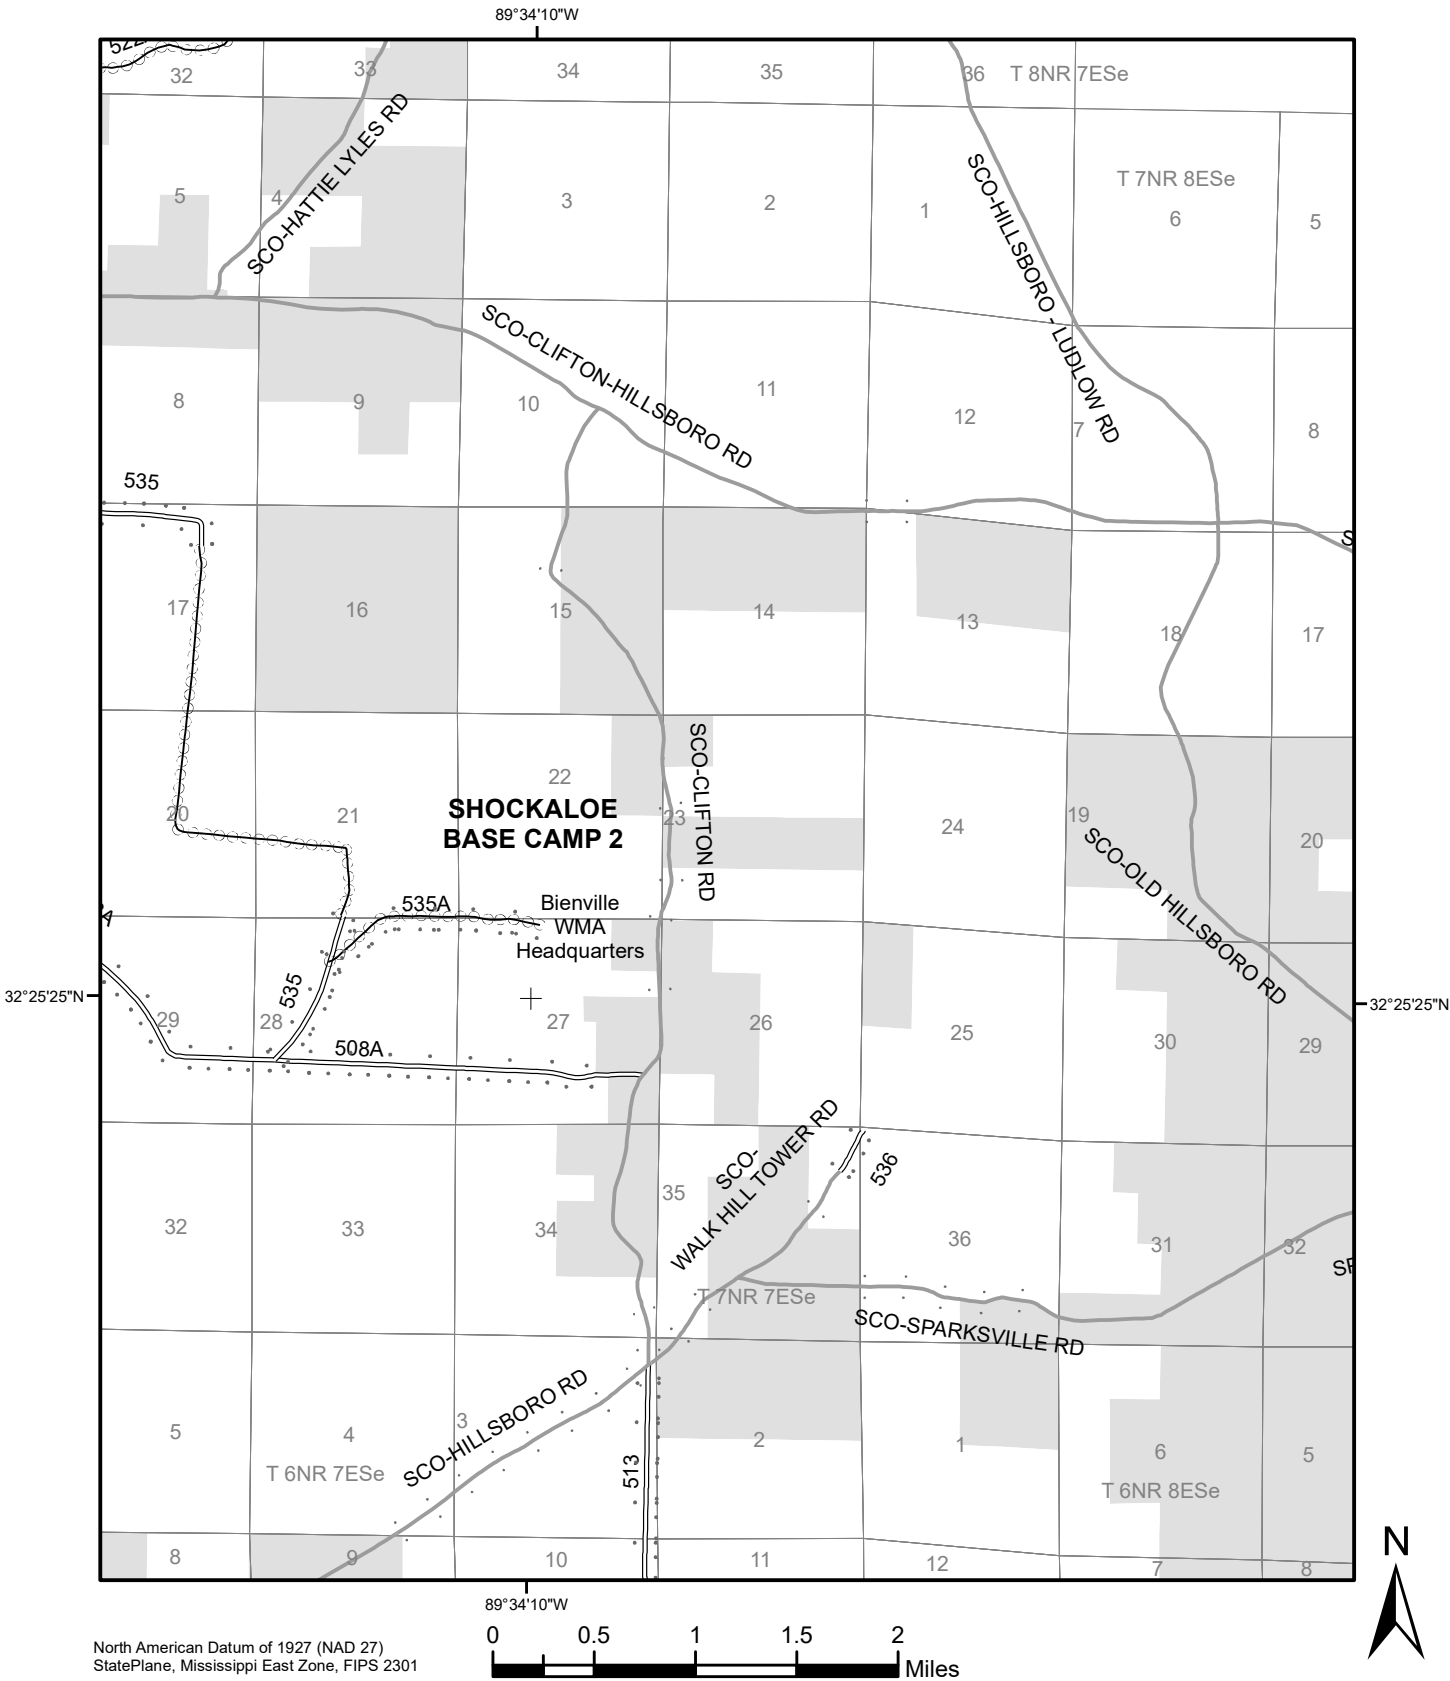 89°34'10"W
522
32
33
34
35
36
T 8NR 7ESe
SCO-HATTIE LYLES RD
5
4
3
2
1
SCO-HILLSBORO - LUDLOW RD
T 7NR 8ESe
6
5
SCO-CLIFTON-HILLSBORO RD
8
9
10
11
12
7
8
535
S
17
16
15
14
13
18
17
22
SCO-CLIFTON RD
SHOCKALOE
BASE CAMP 2
20
21
23
24
19
20
SCO-OLD HILLSBORO RD
535A
Bienville
WMA
Headquarters
A
32°25'25"N
32°25'25"N
535
29
28
27
26
25
30
29
508A
SCO-
WALK HILL TOWER RD
536
35
32
33
34
36
31
32
SP
T 7NR 7ESe
SCO-SPARKSVILLE RD
SCO-HILLSBORO RD
5
4
3
2
1
6
5
T 6NR 7ESe
513
T 6NR 8ESe
8
9
10
11
12
7
8
N
89°34'10"W
North American Datum of 1927 (NAD 27)
StatePlane, Mississippi East Zone, FIPS 2301
0 0.5 1 1.5 2
Miles